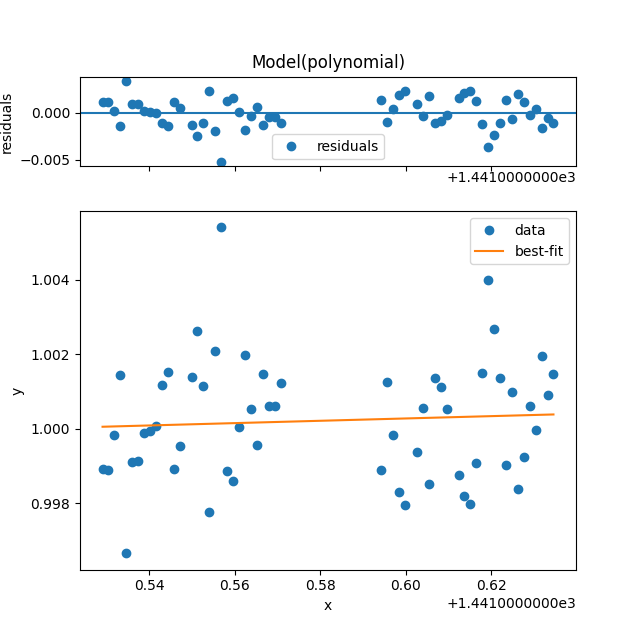 Model(polynomial)
residuals
0.000
−0.005
residuals
+1.4410000000e3
y
1.004
1.002
1.000
0.998
data
best-fit
0.54 0.56 0.58 0.60 0.62
x
+1.4410000000e3